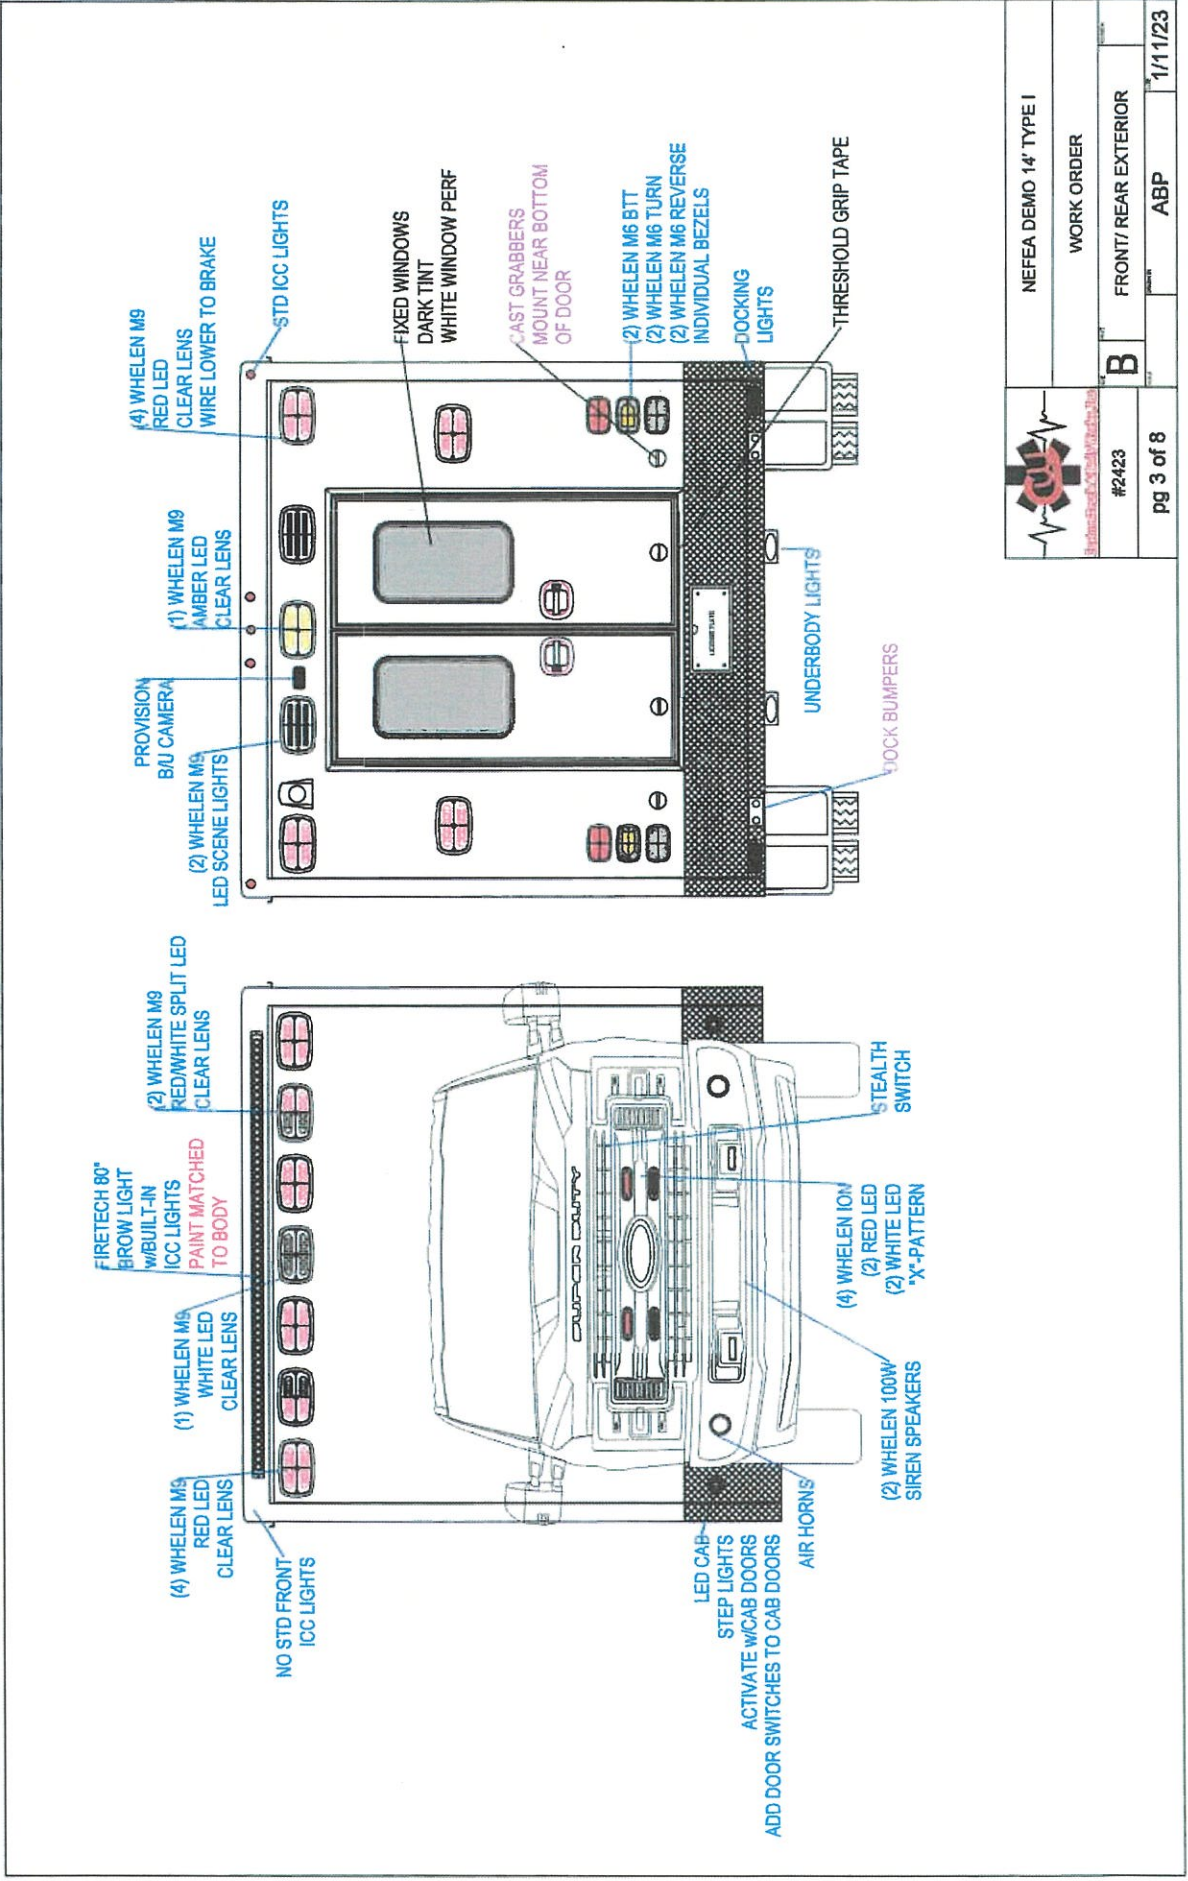 FIRETECH 80"
BROW LIGHT
w/BUILT-IN
ICC LIGHTS
PAINT MATCHED
TO BODY
(4) WHELEN M9
RED LED
CLEAR LENS
(1) WHELEN M9
WHITE LED
CLEAR LENS
(2) WHELEN M9
RED/WHITE SPLIT LED
CLEAR LENS
NO STD FRONT
ICC LIGHTS
SUPER DUTY
LED CAB
STEP LIGHTS
ACTIVATE w/CAB DOORS
ADD DOOR SWITCHES TO CAB DOORS
AIR HORNS
(2) WHELEN 100W
SIREN SPEAKERS
(4) WHELEN ION
(2) RED LED
(2) WHITE LED
"X"-PATTERN
STEALTH
SWITCH
PROVISION
B/U CAMERA
(2) WHELEN M9
LED SCENE LIGHTS
(1) WHELEN M9
AMBER LED
CLEAR LENS
(4) WHELEN M9
RED LED
CLEAR LENS
WIRE LOWER TO BRAKE
STD ICC LIGHTS
FIXED WINDOWS
DARK TINT
WHITE WINDOW PERF
CAST GRABBERS
MOUNT NEAR BOTTOM
OF DOOR
(2) WHELEN M6 BTT
(2) WHELEN M6 TURN
(2) WHELEN M6 REVERSE
INDIVIDUAL BEZELS
DOCKING
LIGHTS
THRESHOLD GRIP TAPE
LICENSE PLATE
UNDERBODY LIGHTS
DOCK BUMPERS
NEFEA DEMO 14' TYPE I
WORK ORDER
#2423
B
FRONT/ REAR EXTERIOR
pg 3 of 8
ABP
1/11/23